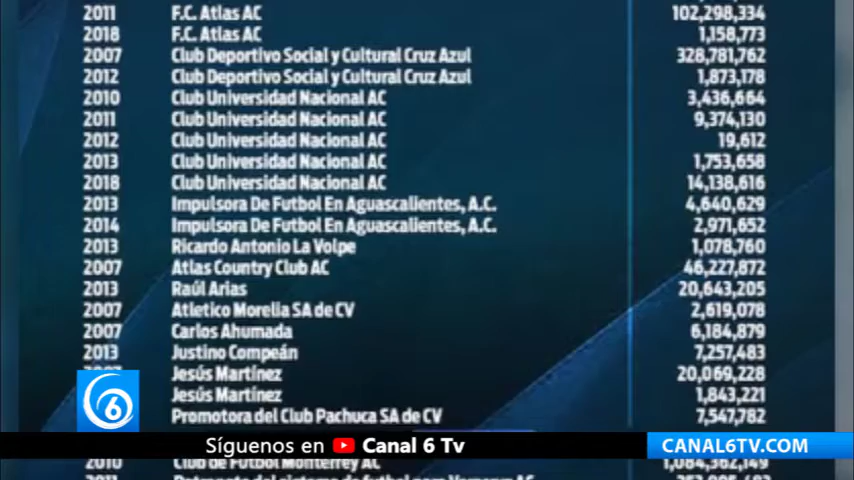 2011 F.C. Atlas AC 102,298,334
2018 F.C. Atlas AC 1,158,773
2007 Club Deportivo Social y Cultural Cruz Azul 328,781,762
2012 Club Deportivo Social y Cultural Cruz Azul 1,873,178
2010 Club Universidad Nacional AC 3,436,664
2011 Club Universidad Nacional AC 9,374,130
2012 Club Universidad Nacional AC 19,612
2013 Club Universidad Nacional AC 1,753,658
2018 Club Universidad Nacional AC 14,138,616
2013 Impulsora De Futbol En Aguascalientes, A.C. 4,640,629
2014 Impulsora De Futbol En Aguascalientes, A.C. 2,971,652
2013 Ricardo Antonio La Volpe 1,078,760
2007 Atlas Country Club AC 46,227,872
2013 Raúl Arias 20,643,205
2007 Atletico Morelia SA de CV 2,619,078
2007 Carlos Ahumada 6,184,879
2013 Justino Compeán 7,257,483
Jesús Martínez 20,069,228
Jesús Martínez 1,843,221
Promotora del Club Pachuca SA de CV 7,547,782
6
Síguenos en Canal 6 Tv CANAL6TV.COM
2010 Club de Futbol Monterrey AC 1,084,362,149